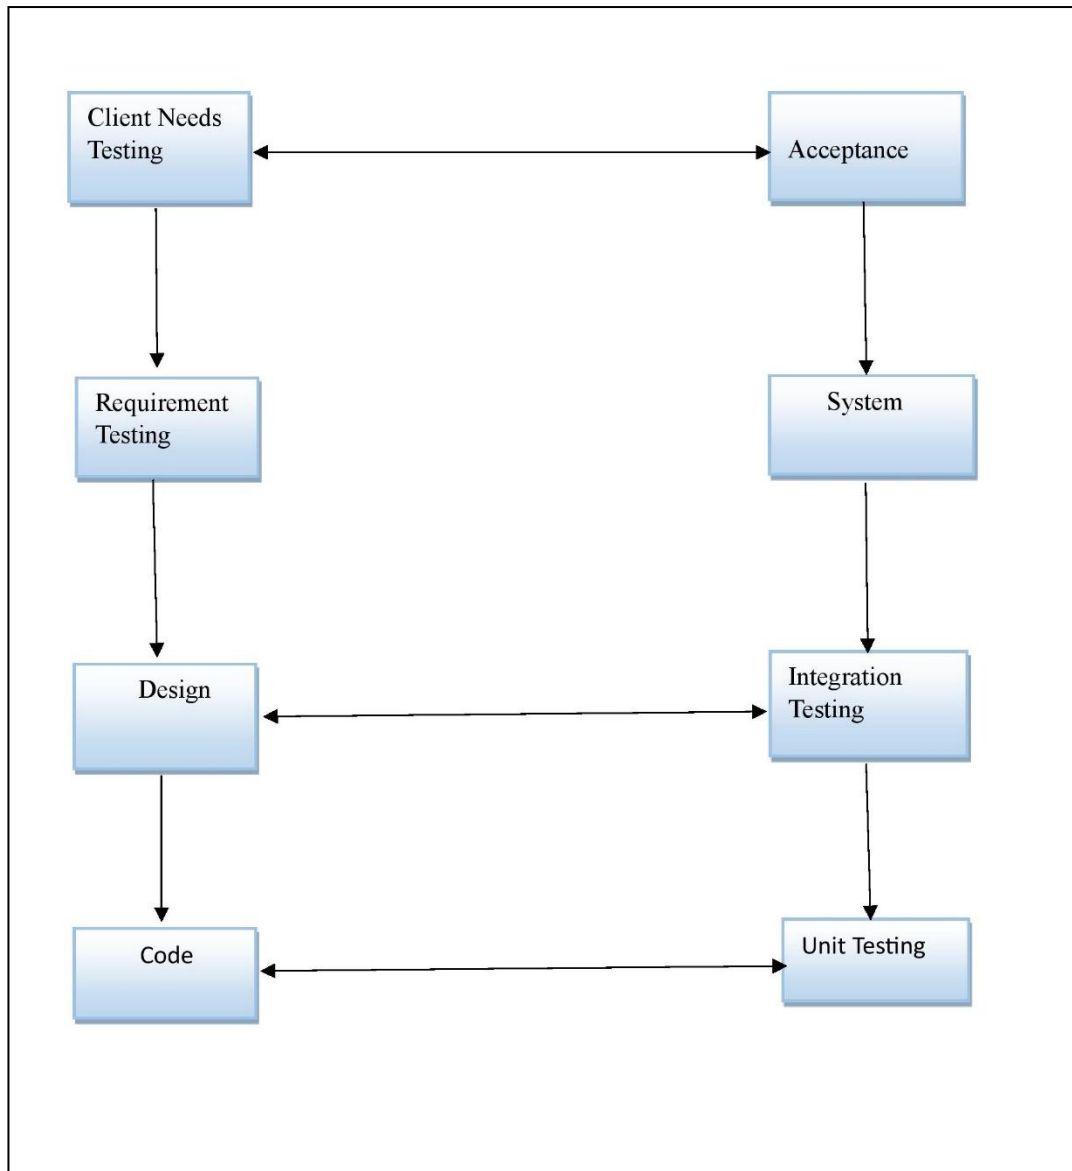 Client Needs
Testing
Acceptance
Requirement
Testing
System
Design
Integration
Testing
Code
Unit Testing